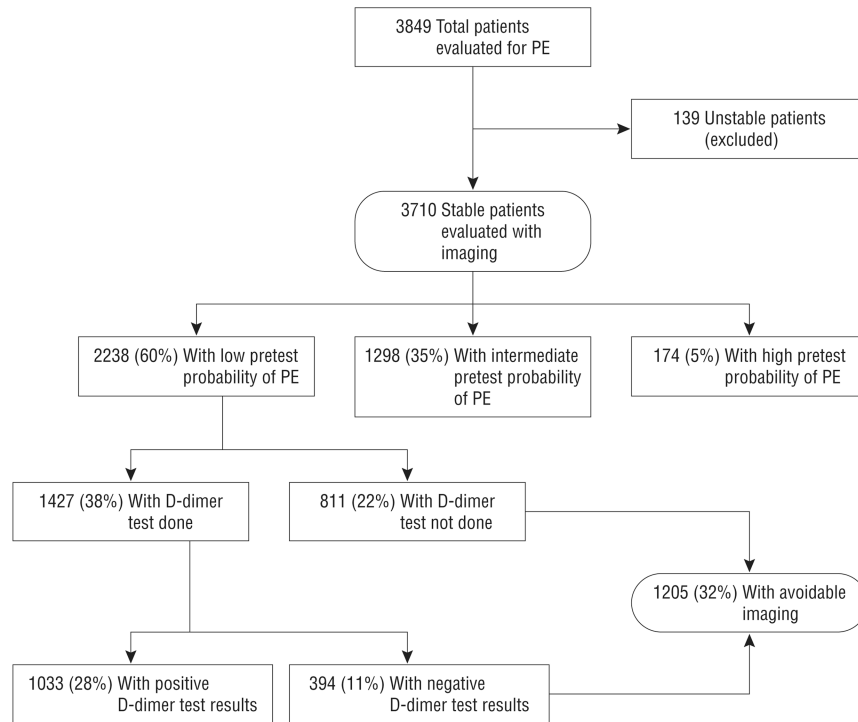 3849 Total patients
evaluated for PE
139 Unstable patients
(excluded)
3710 Stable patients
evaluated with
imaging
2238 (60%) With low pretest
probability of PE
1298 (35%) With intermediate
pretest probability
of PE
174 (5%) With high pretest
probability of PE
1427 (38%) With D-dimer
test done
811 (22%) With D-dimer
test not done
1205 (32%) With avoidable
imaging
1033 (28%) With positive
D-dimer test results
394 (11%) With negative
D-dimer test results